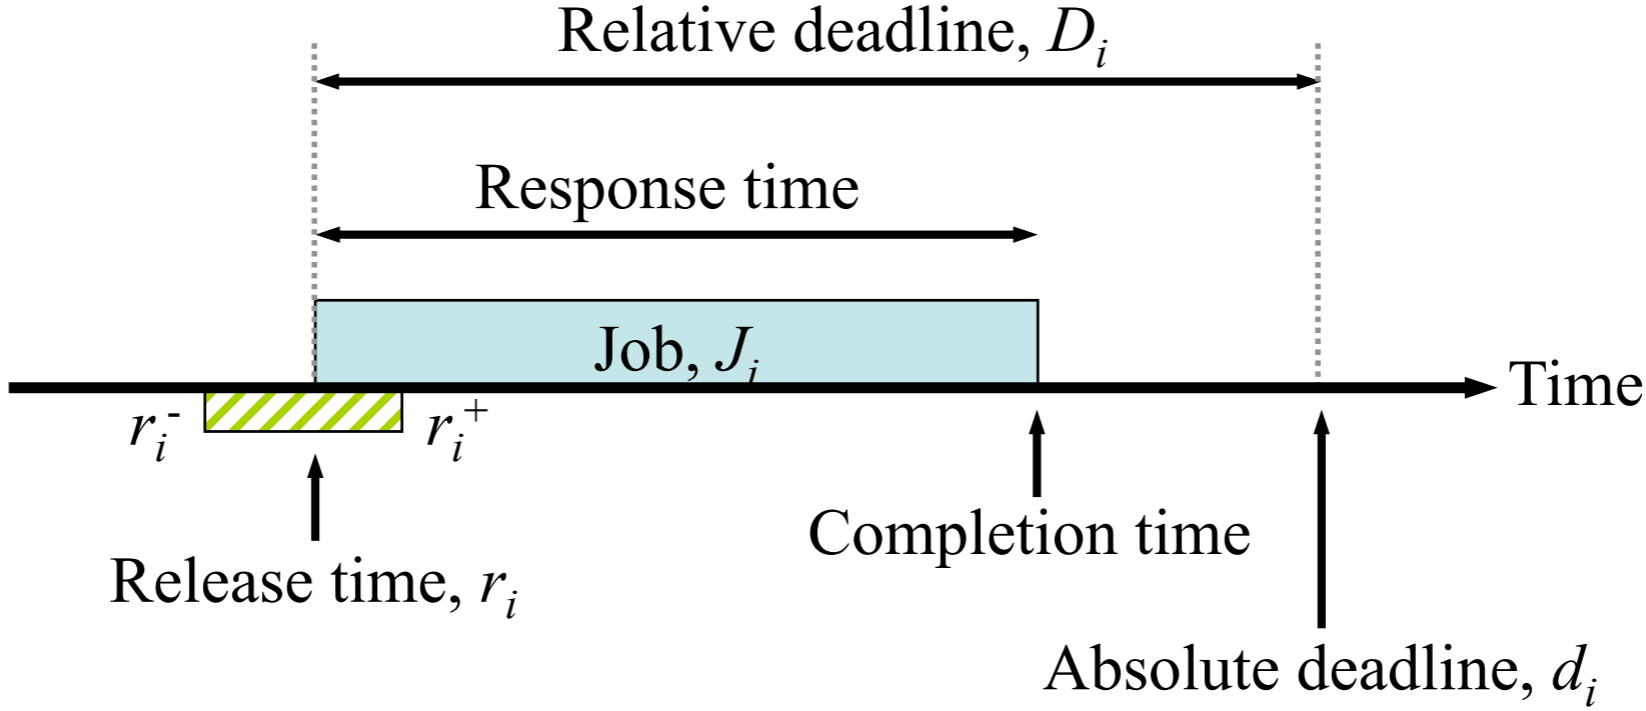 Relative deadline, Dᵢ
Response time
Job, Jᵢ
Time
rᵢ⁻
rᵢ⁺
Completion time
Release time, rᵢ
Absolute deadline, dᵢ